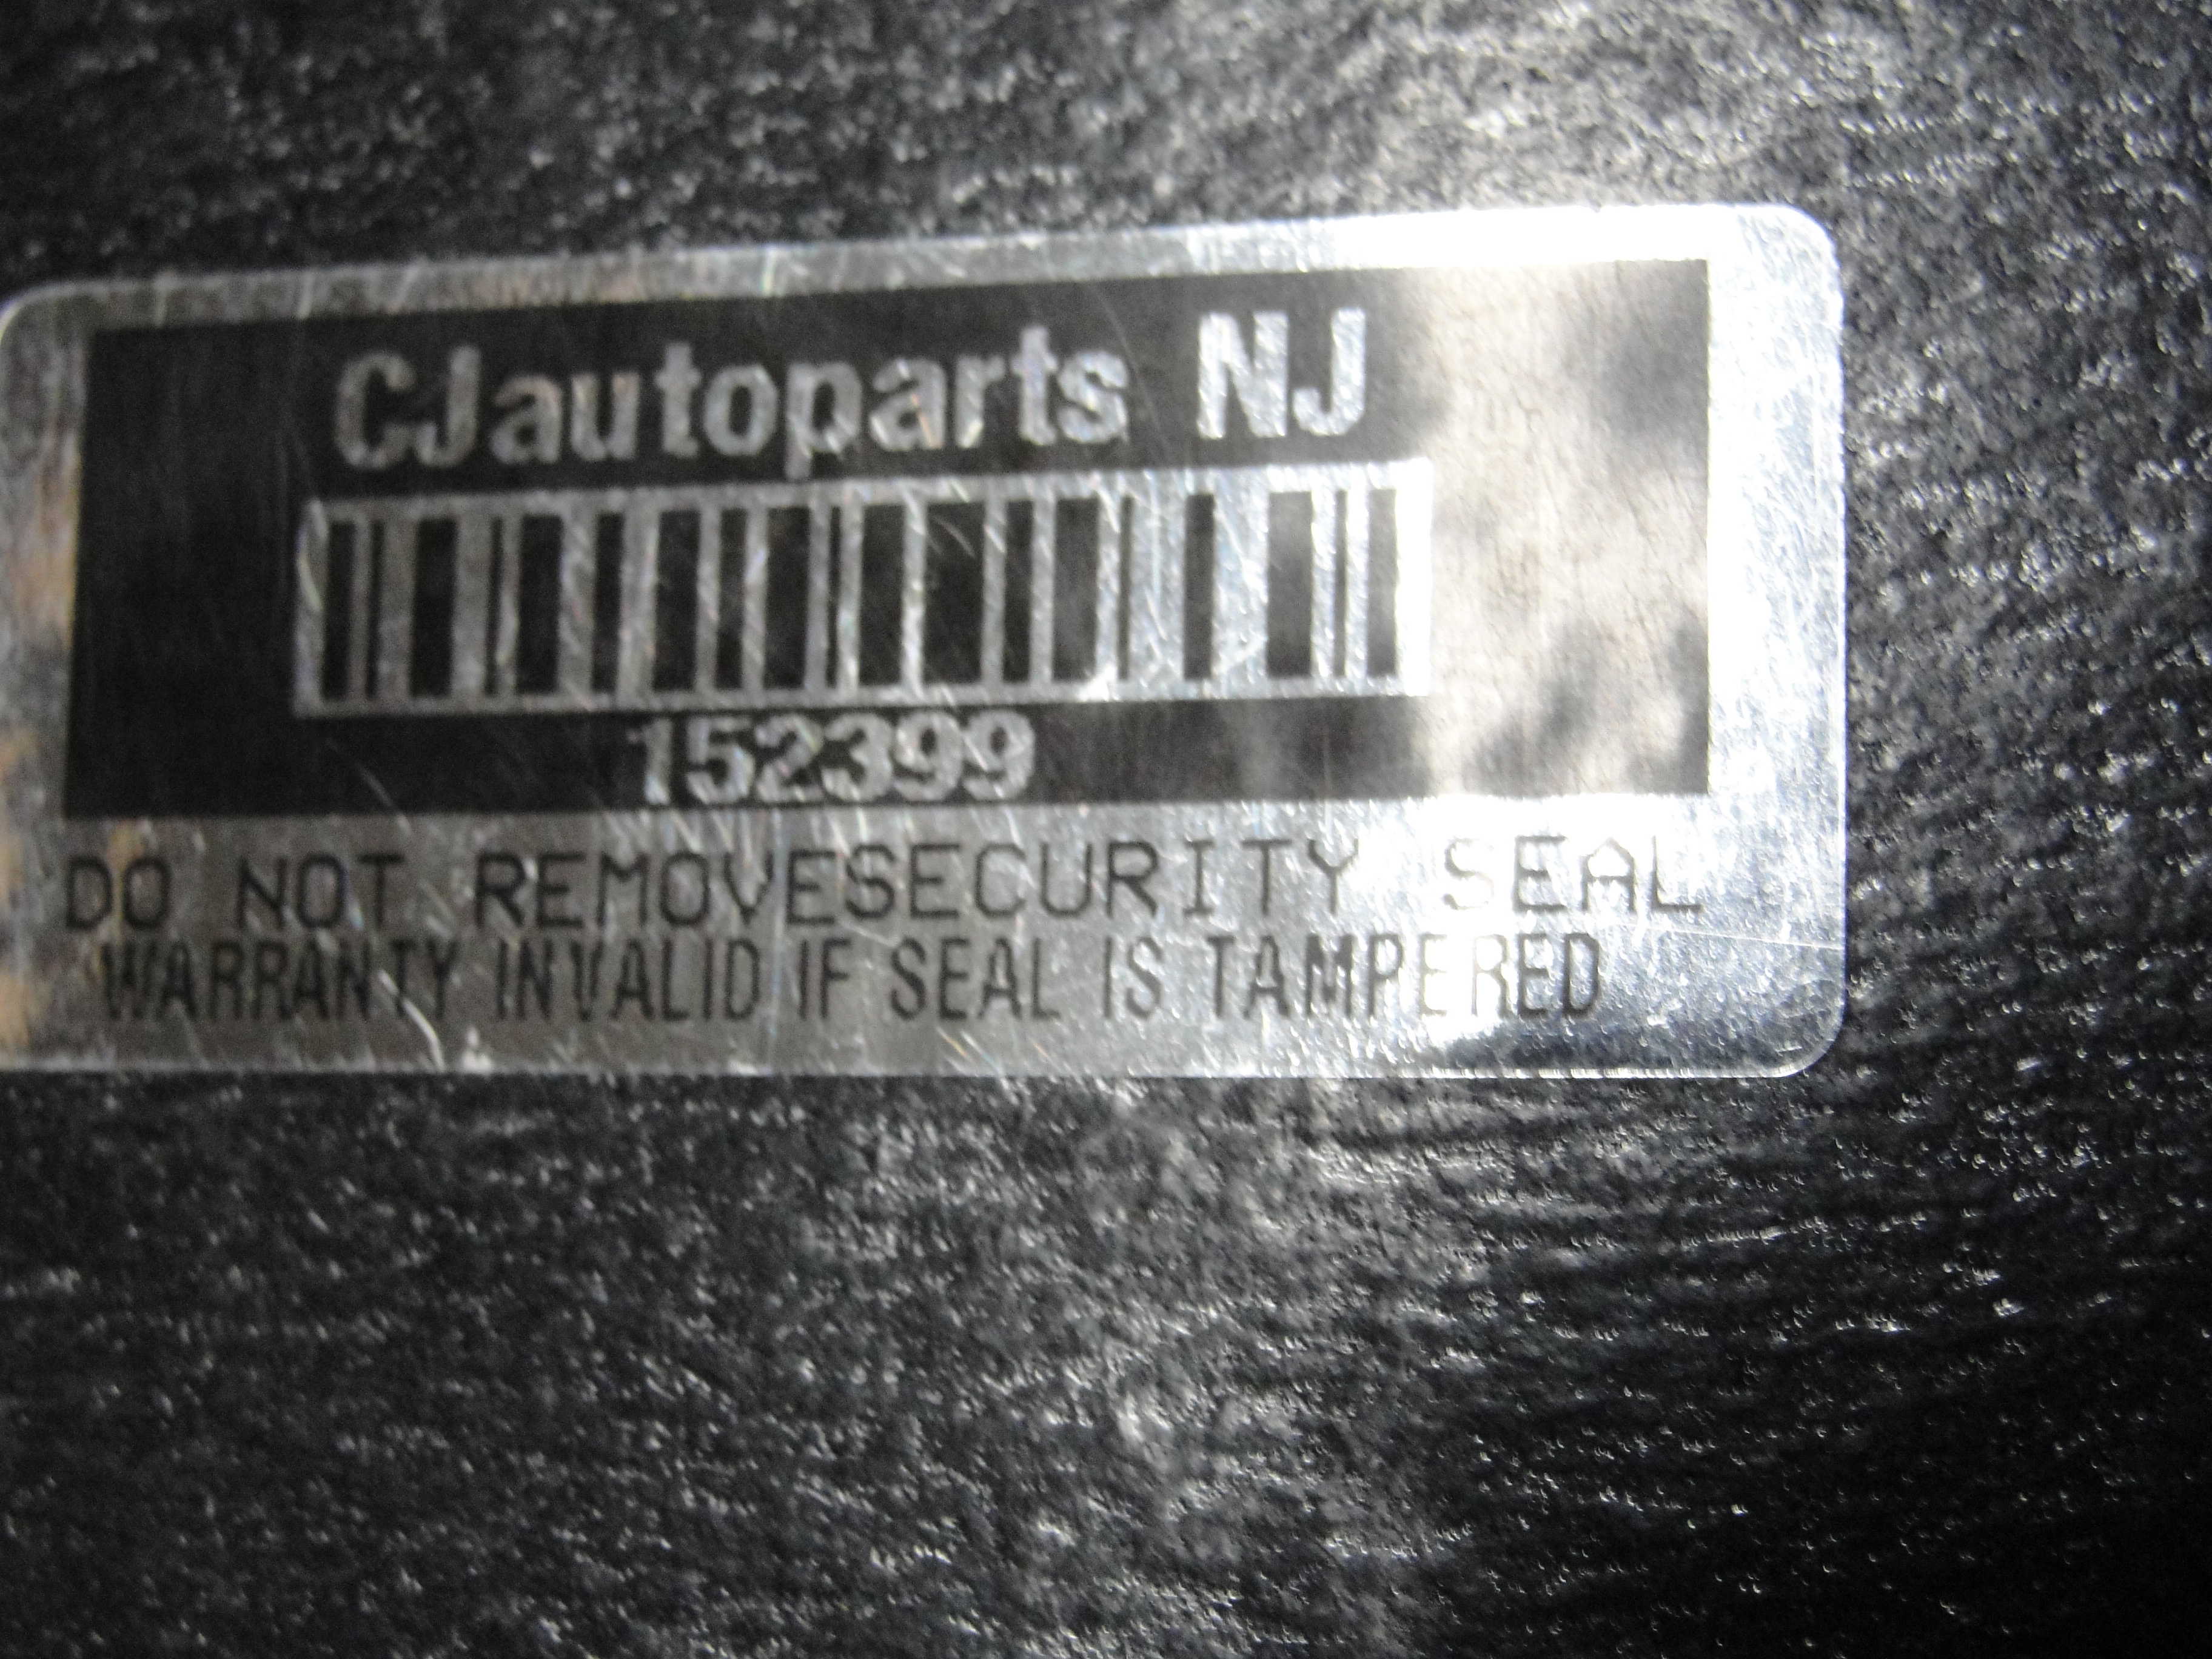 CJautoparts NJ
152399
DO NOT REMOVESECURITY SEAL
WARRANTY INVALID IF SEAL IS TAMPERED